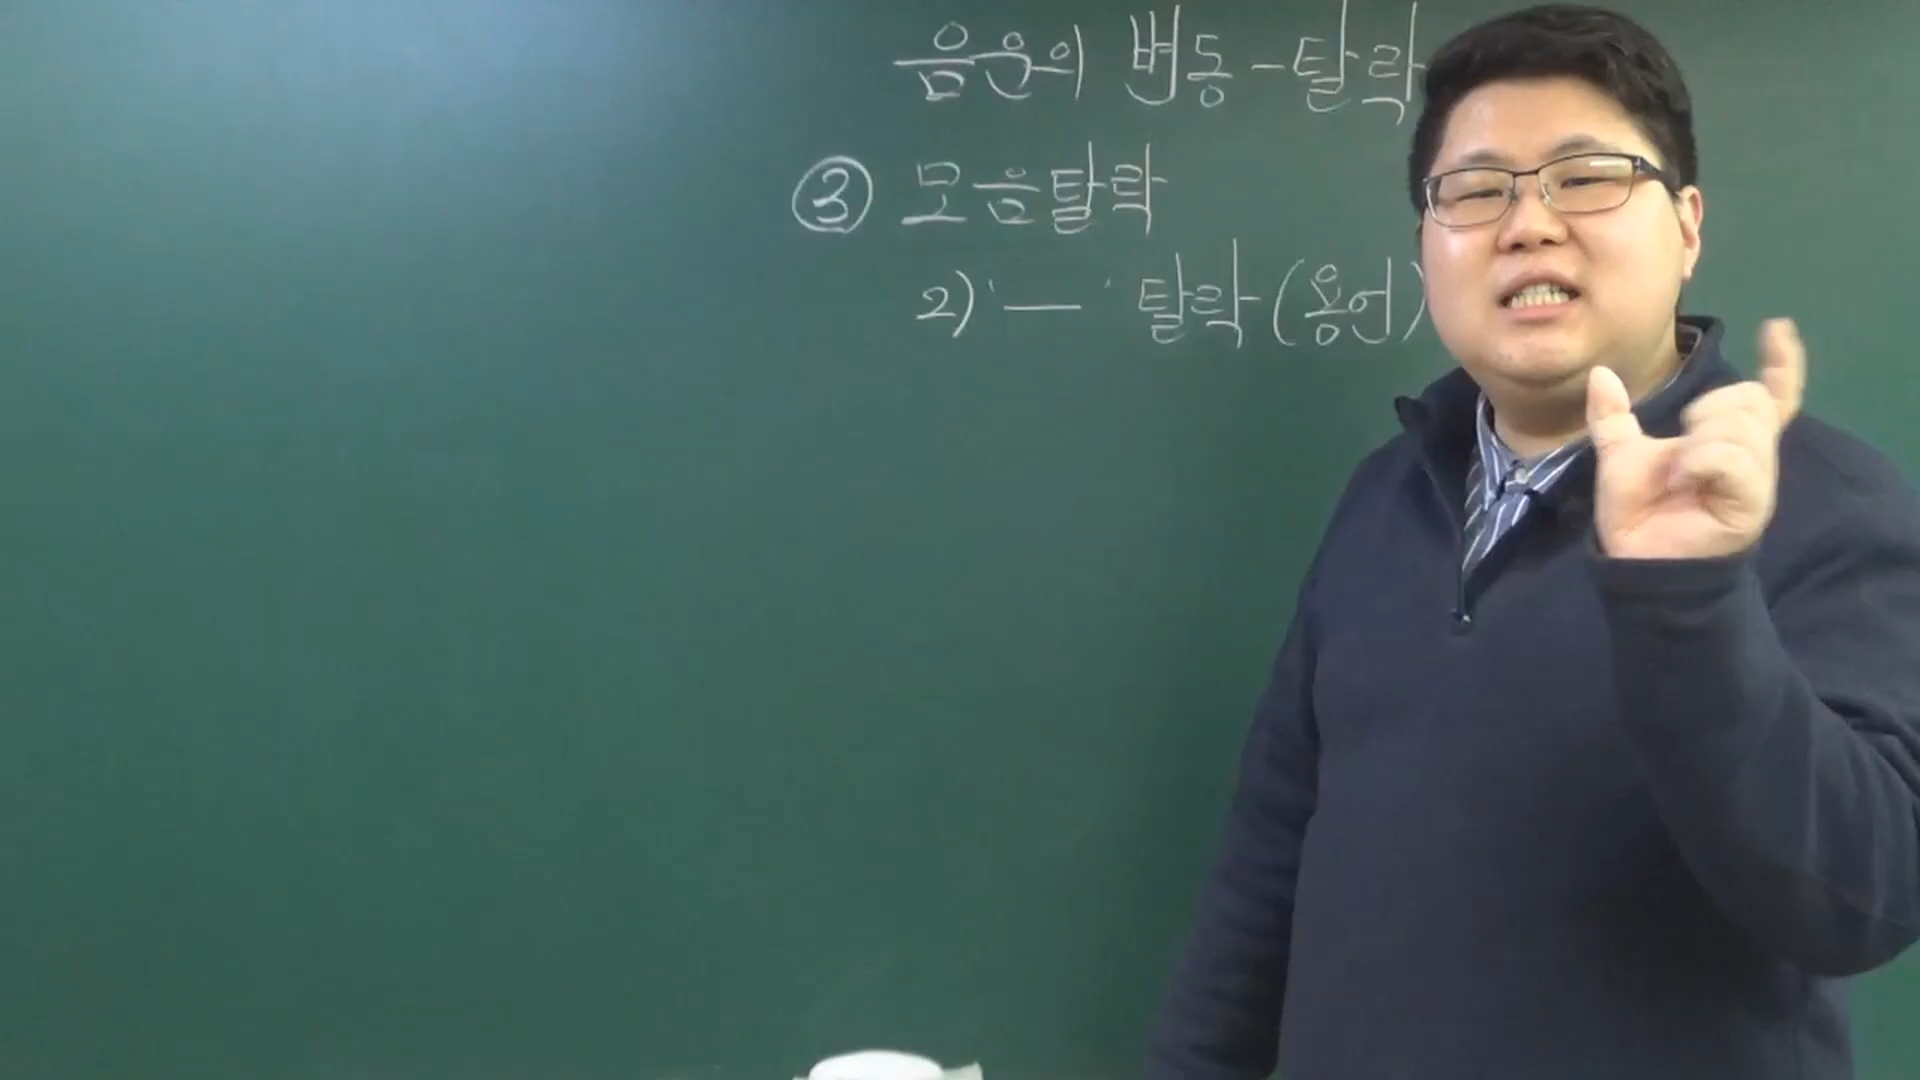 음운의 변동-탈락
③ 모음탈락
2) 'ㅡ' 탈락(용언)